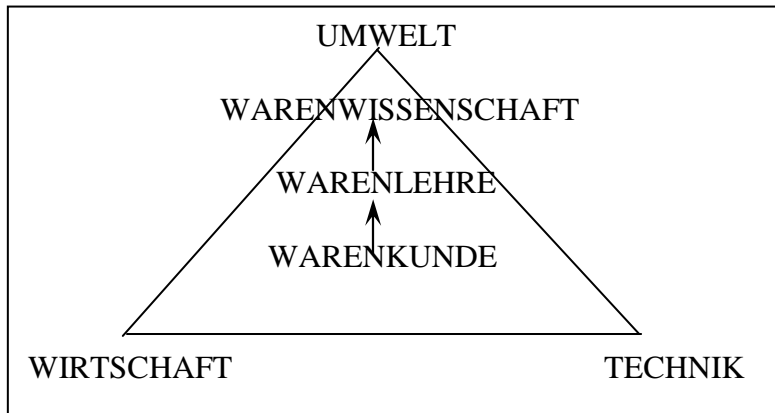 UMWELT
WARENWISSENSCHAFT
WARENLEHRE
WARENKUNDE
WIRTSCHAFT TECHNIK